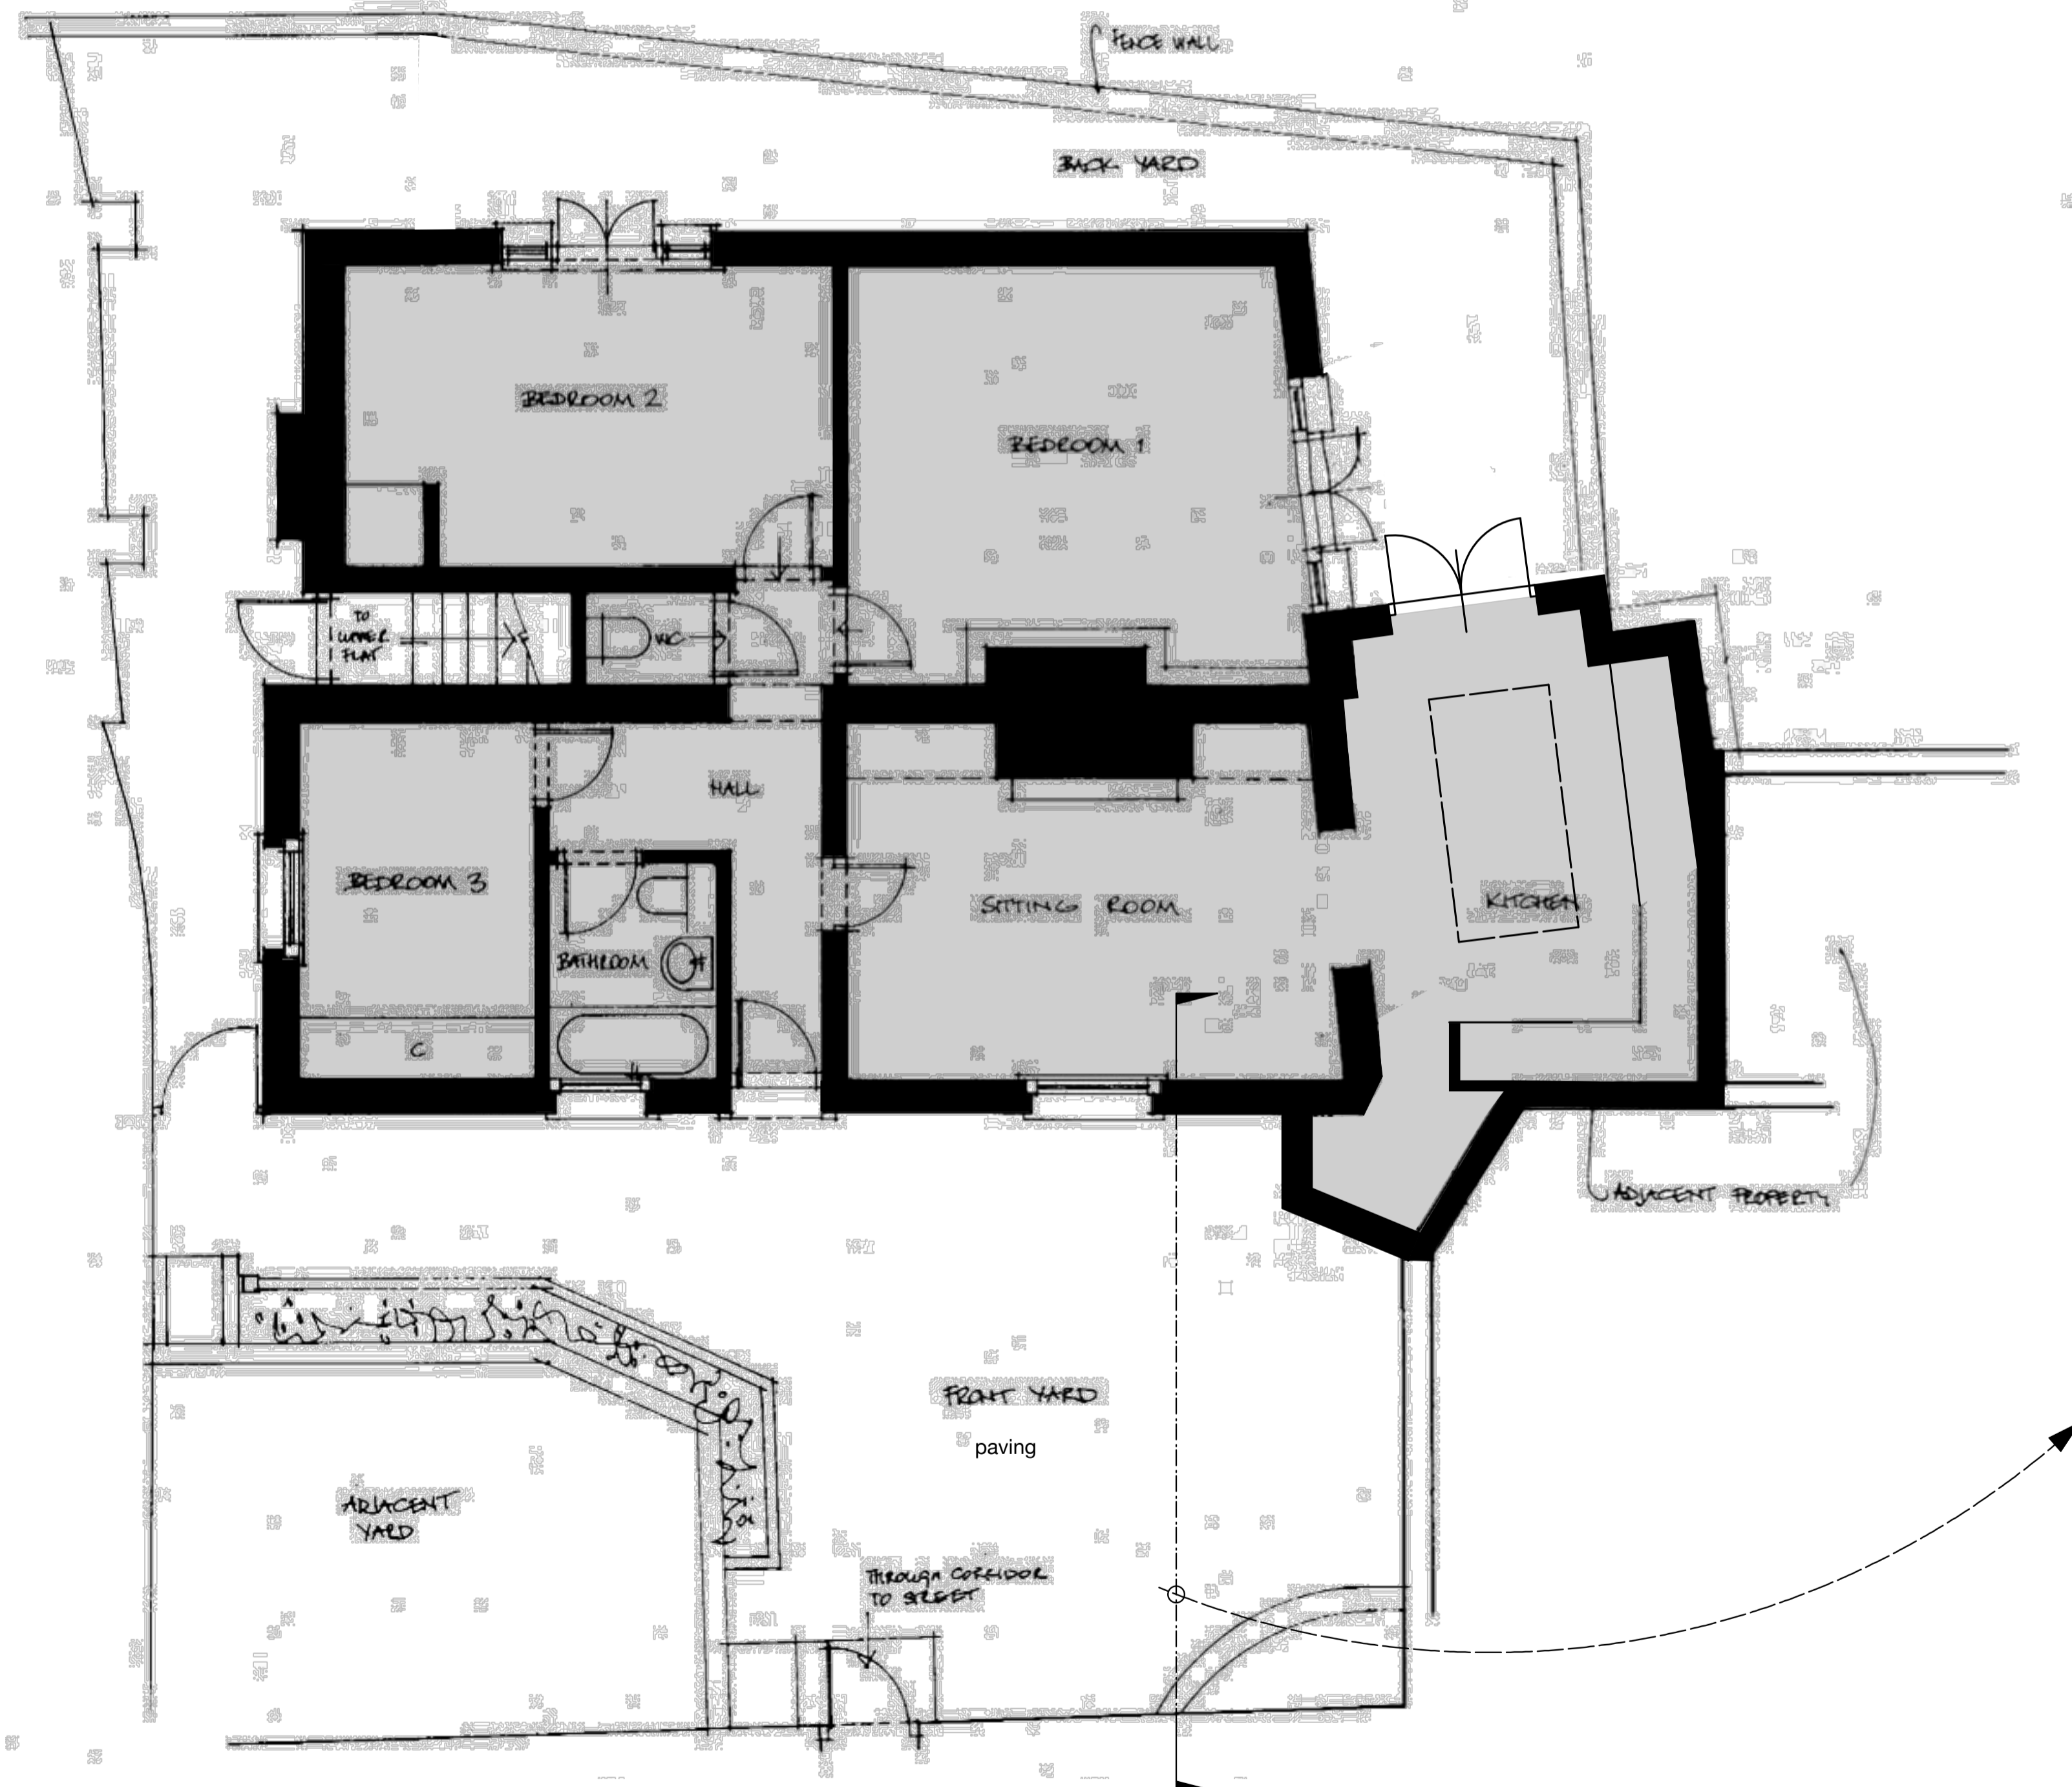 FENCE WALL
BACK YARD
BEDROOM 2
BEDROOM 1
TO
UPPER
FLAT
WC
HALL
BEDROOM 3
SITTING ROOM
KITCHEN
BATHROOM
C
ADJACENT PROPERTY
FRONT YARD
paving
ADJACENT
YARD
THROUGH CORRIDOR
TO STREET